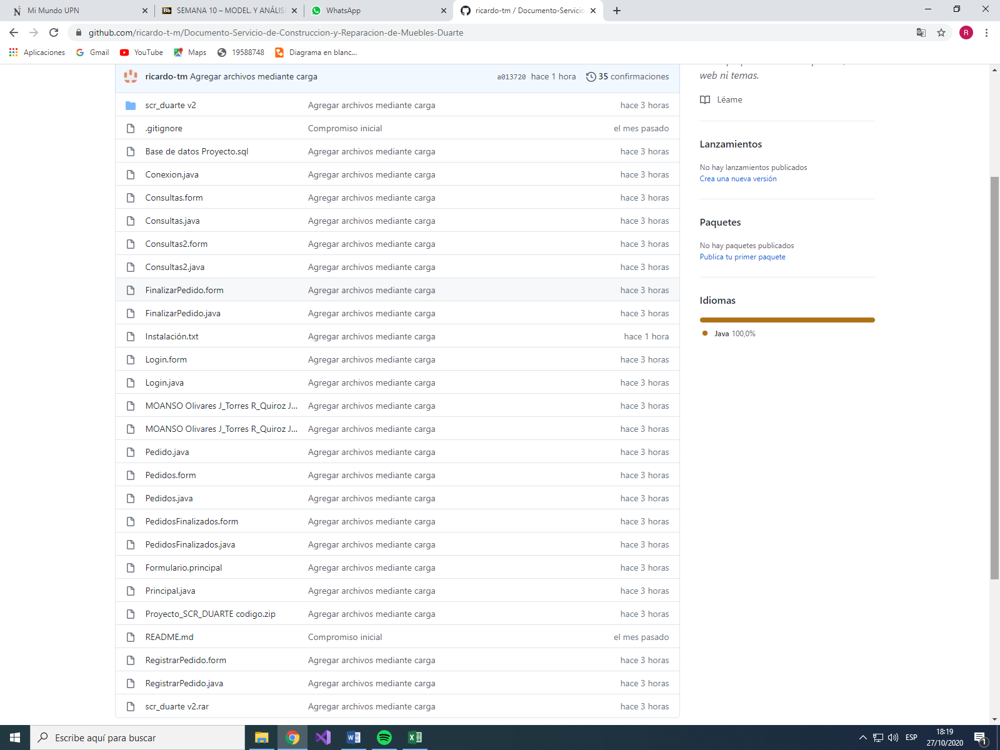 Mi Mundo UPN
Bb SEMANA 10 – MODEL. Y ANÁLIS
WhatsApp
ricardo-tm / Documento-Servicio
github.com/ricardo-t-m/Documento-Servicio-de-Construccion-y-Reparacion-de-Muebles-Duarte
R
Aplicaciones
Gmail
YouTube
Maps
19588748
Diagrama en blanc...
web ni temas.
ricardo-tm Agregar archivos mediante carga a013720 hace 1 hora 35 confirmaciones
scr_duarte v2 Agregar archivos mediante carga hace 3 horas
.gitignore Compromiso inicial el mes pasado
Base de datos Proyecto.sql Agregar archivos mediante carga hace 3 horas
Conexion.java Agregar archivos mediante carga hace 3 horas
Consultas.form Agregar archivos mediante carga hace 3 horas
Consultas.java Agregar archivos mediante carga hace 3 horas
Consultas2.form Agregar archivos mediante carga hace 3 horas
Consultas2.java Agregar archivos mediante carga hace 3 horas
FinalizarPedido.form Agregar archivos mediante carga hace 3 horas
FinalizarPedido.java Agregar archivos mediante carga hace 3 horas
Instalación.txt Agregar archivos mediante carga hace 1 hora
Login.form Agregar archivos mediante carga hace 3 horas
Login.java Agregar archivos mediante carga hace 3 horas
MOANSO Olivares J_Torres R_Quiroz J... Agregar archivos mediante carga hace 3 horas
MOANSO Olivares J_Torres R_Quiroz J... Agregar archivos mediante carga hace 3 horas
Pedido.java Agregar archivos mediante carga hace 3 horas
Pedidos.form Agregar archivos mediante carga hace 3 horas
Pedidos.java Agregar archivos mediante carga hace 3 horas
PedidosFinalizados.form Agregar archivos mediante carga hace 3 horas
PedidosFinalizados.java Agregar archivos mediante carga hace 3 horas
Formulario.principal Agregar archivos mediante carga hace 3 horas
Principal.java Agregar archivos mediante carga hace 3 horas
Proyecto_SCR_DUARTE codigo.zip Agregar archivos mediante carga hace 3 horas
README.md Compromiso inicial el mes pasado
RegistrarPedido.form Agregar archivos mediante carga hace 3 horas
RegistrarPedido.java Agregar archivos mediante carga hace 3 horas
scr_duarte v2.rar Agregar archivos mediante carga hace 3 horas
Léame
Lanzamientos
No hay lanzamientos publicados
Crea una nueva versión
Paquetes
No hay paquetes publicados
Publica tu primer paquete
Idiomas
Java 100,0%
Escribe aquí para buscar
ESP
18:19
27/10/2020
1